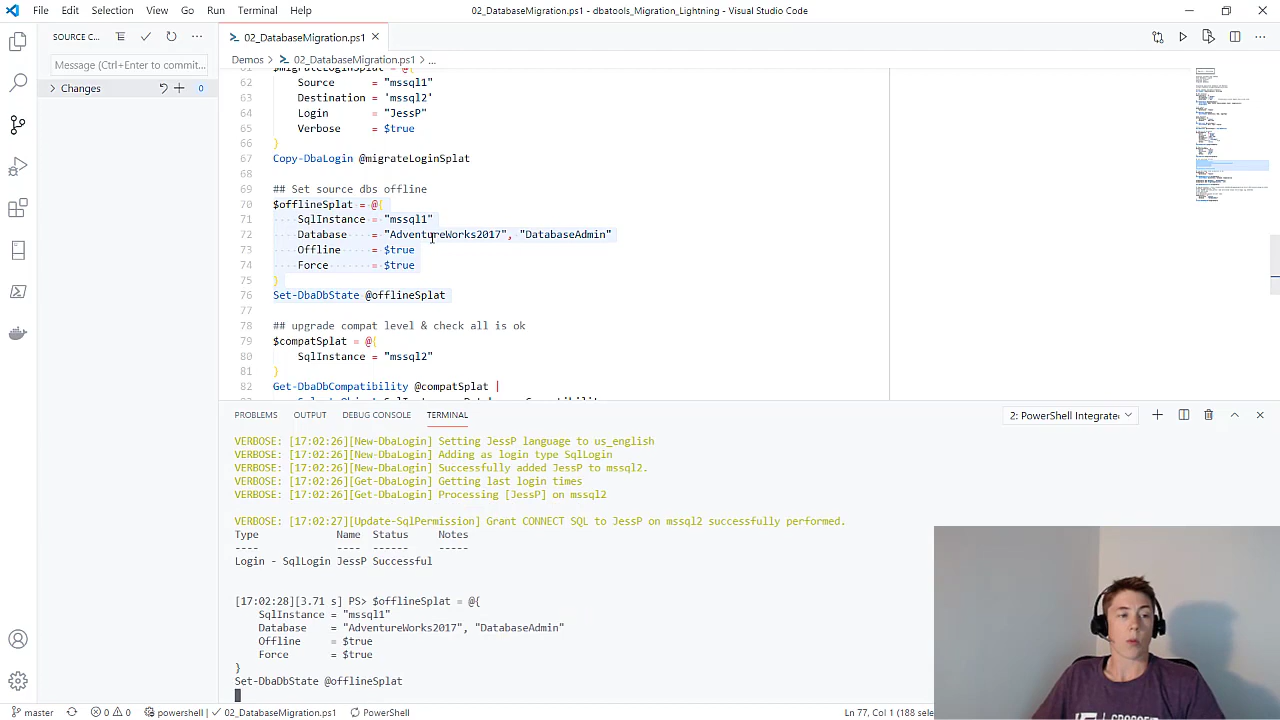 File Edit Selection View Go Run Terminal Help
02_DatabaseMigration.ps1 - dbatools_Migration_Lightning - Visual Studio Code
SOURCE C...
02_DatabaseMigration.ps1
Message (Ctrl+Enter to commit...
Demos > 02_DatabaseMigration.ps1 > ...
Changes 0
62 Source = "mssql1"
63 Destination = 'mssql2'
64 Login = "JessP
65 Verbose = $true
66 )
67 Copy-DbaLogin @migrateLoginSplat
68
69 ## Set source dbs offline
70 $offlineSplat = @{
71 SqlInstance = "mssql1"
72 Database = "AdventureWorks2017", "DatabaseAdmin"
73 Offline = $true
74 Force = $true
75 }
76 Set-DbaDbState @offlineSplat
77
78 ## upgrade compat level & check all is ok
79 $compatSplat = @{
80 SqlInstance = "mssql2"
81 }
82 Get-DbaDbCompatibility @compatSplat |
PROBLEMS OUTPUT DEBUG CONSOLE TERMINAL
2: PowerShell Integrate
VERBOSE: [17:02:26][New-DbaLogin] Setting JessP language to us_english
VERBOSE: [17:02:26][New-DbaLogin] Adding as login type SqlLogin
VERBOSE: [17:02:26][New-DbaLogin] Successfully added JessP to mssql2.
VERBOSE: [17:02:26][Get-DbaLogin] Getting last login times
VERBOSE: [17:02:26][Get-DbaLogin] Processing [JessP] on mssql2
VERBOSE: [17:02:27][Update-SqlPermission] Grant CONNECT SQL to JessP on mssql2 successfully performed.
Type Name Status Notes
---- ---- ------ -----
Login - SqlLogin JessP Successful
[17:02:28][3.71 s] PS> $offlineSplat = @{
SqlInstance = "mssql1"
Database = "AdventureWorks2017", "DatabaseAdmin"
Offline = $true
Force = $true
}
Set-DbaDbState @offlineSplat
master 0 0 powershell 02_DatabaseMigration.ps1 PowerShell
Ln 77, Col 1 (188 sele